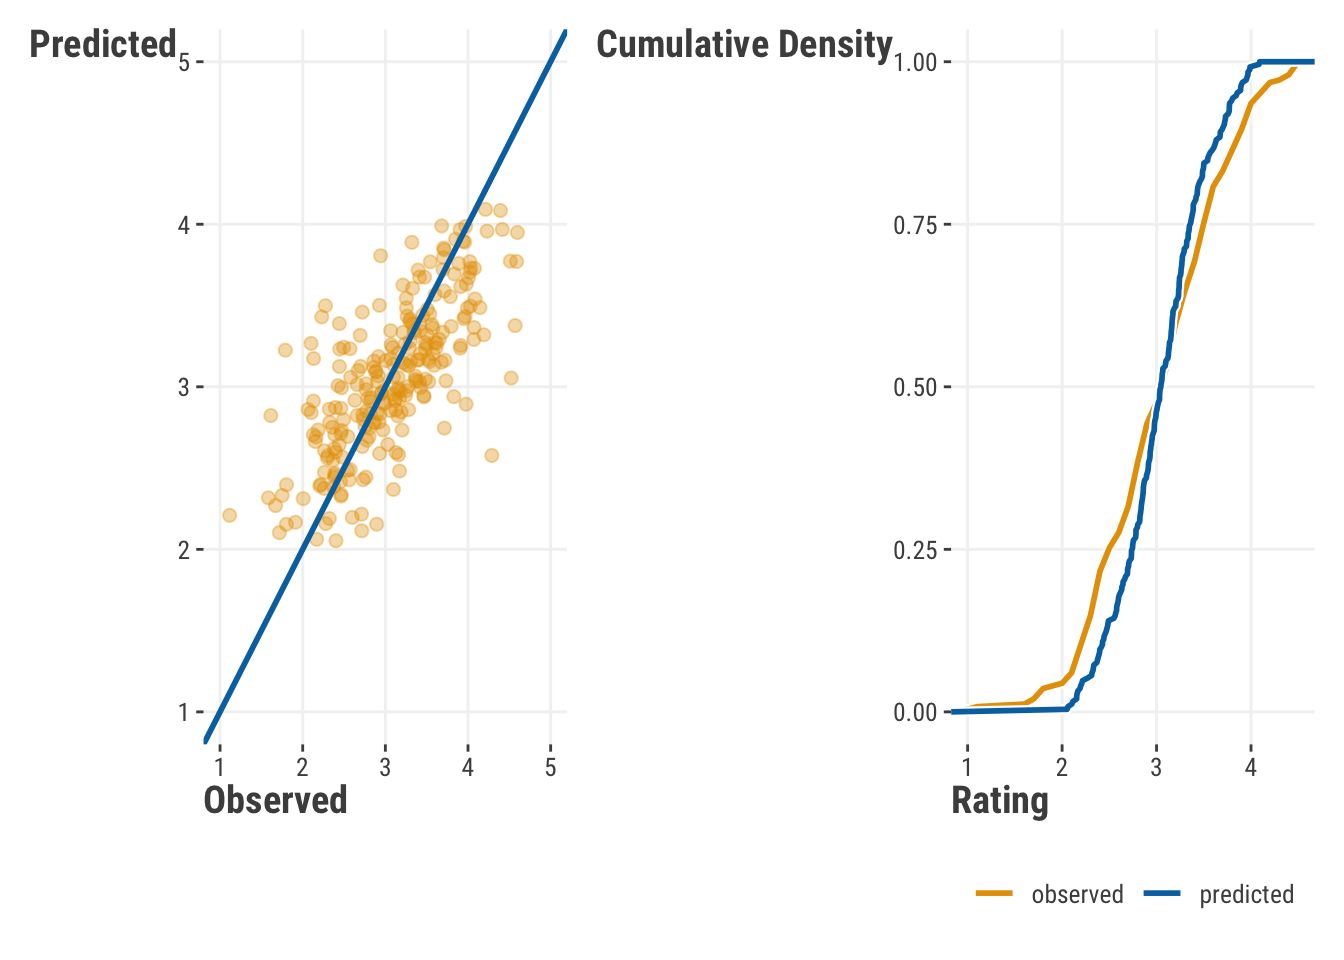 Predicted
5
4
3
2
1
1 2 3 4 5
Observed
Cumulative Density
1.00
0.75
0.50
0.25
0.00
1 2 3 4
Rating
observed predicted